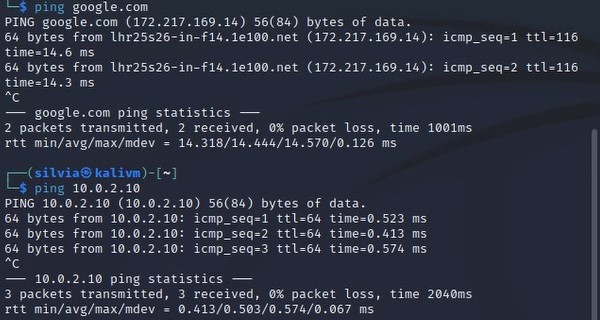 └─$ ping google.com
PING google.com (172.217.169.14) 56(84) bytes of data.
64 bytes from lhr25s26-in-f14.1e100.net (172.217.169.14): icmp_seq=1 ttl=116
time=14.6 ms
64 bytes from lhr25s26-in-f14.1e100.net (172.217.169.14): icmp_seq=2 ttl=116
time=14.3 ms
^C
--- google.com ping statistics ---
2 packets transmitted, 2 received, 0% packet loss, time 1001ms
rtt min/avg/max/mdev = 14.318/14.444/14.570/0.126 ms
┌──(silvia㉿kalivm)-[~]
└─$ ping 10.0.2.10
PING 10.0.2.10 (10.0.2.10) 56(84) bytes of data.
64 bytes from 10.0.2.10: icmp_seq=1 ttl=64 time=0.523 ms
64 bytes from 10.0.2.10: icmp_seq=2 ttl=64 time=0.413 ms
64 bytes from 10.0.2.10: icmp_seq=3 ttl=64 time=0.574 ms
^C
--- 10.0.2.10 ping statistics ---
3 packets transmitted, 3 received, 0% packet loss, time 2040ms
rtt min/avg/max/mdev = 0.413/0.503/0.574/0.067 ms